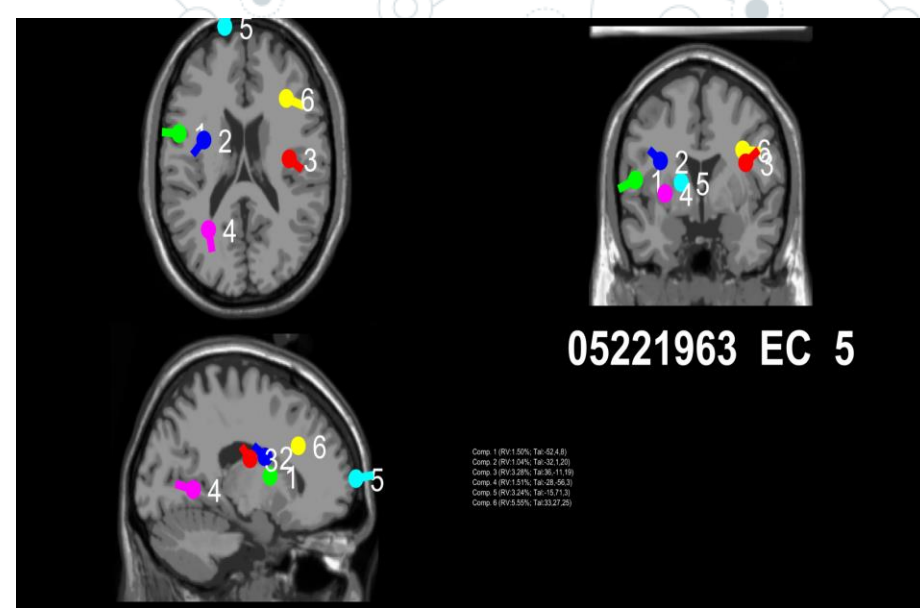 5
6
1
2
3
4
6
3
2
1
5
4
05221963 EC 5
6
32
1
5
4
Comp. 1 (RV:1.50%; Tal:-52,4,8)
Comp. 2 (RV:1.04%; Tal:-32,1,20)
Comp. 3 (RV:3.28%; Tal:36,-11,19)
Comp. 4 (RV:1.51%; Tal:-28,-56,3)
Comp. 5 (RV:3.24%; Tal:-15,71,3)
Comp. 6 (RV:5.55%; Tal:33,27,25)